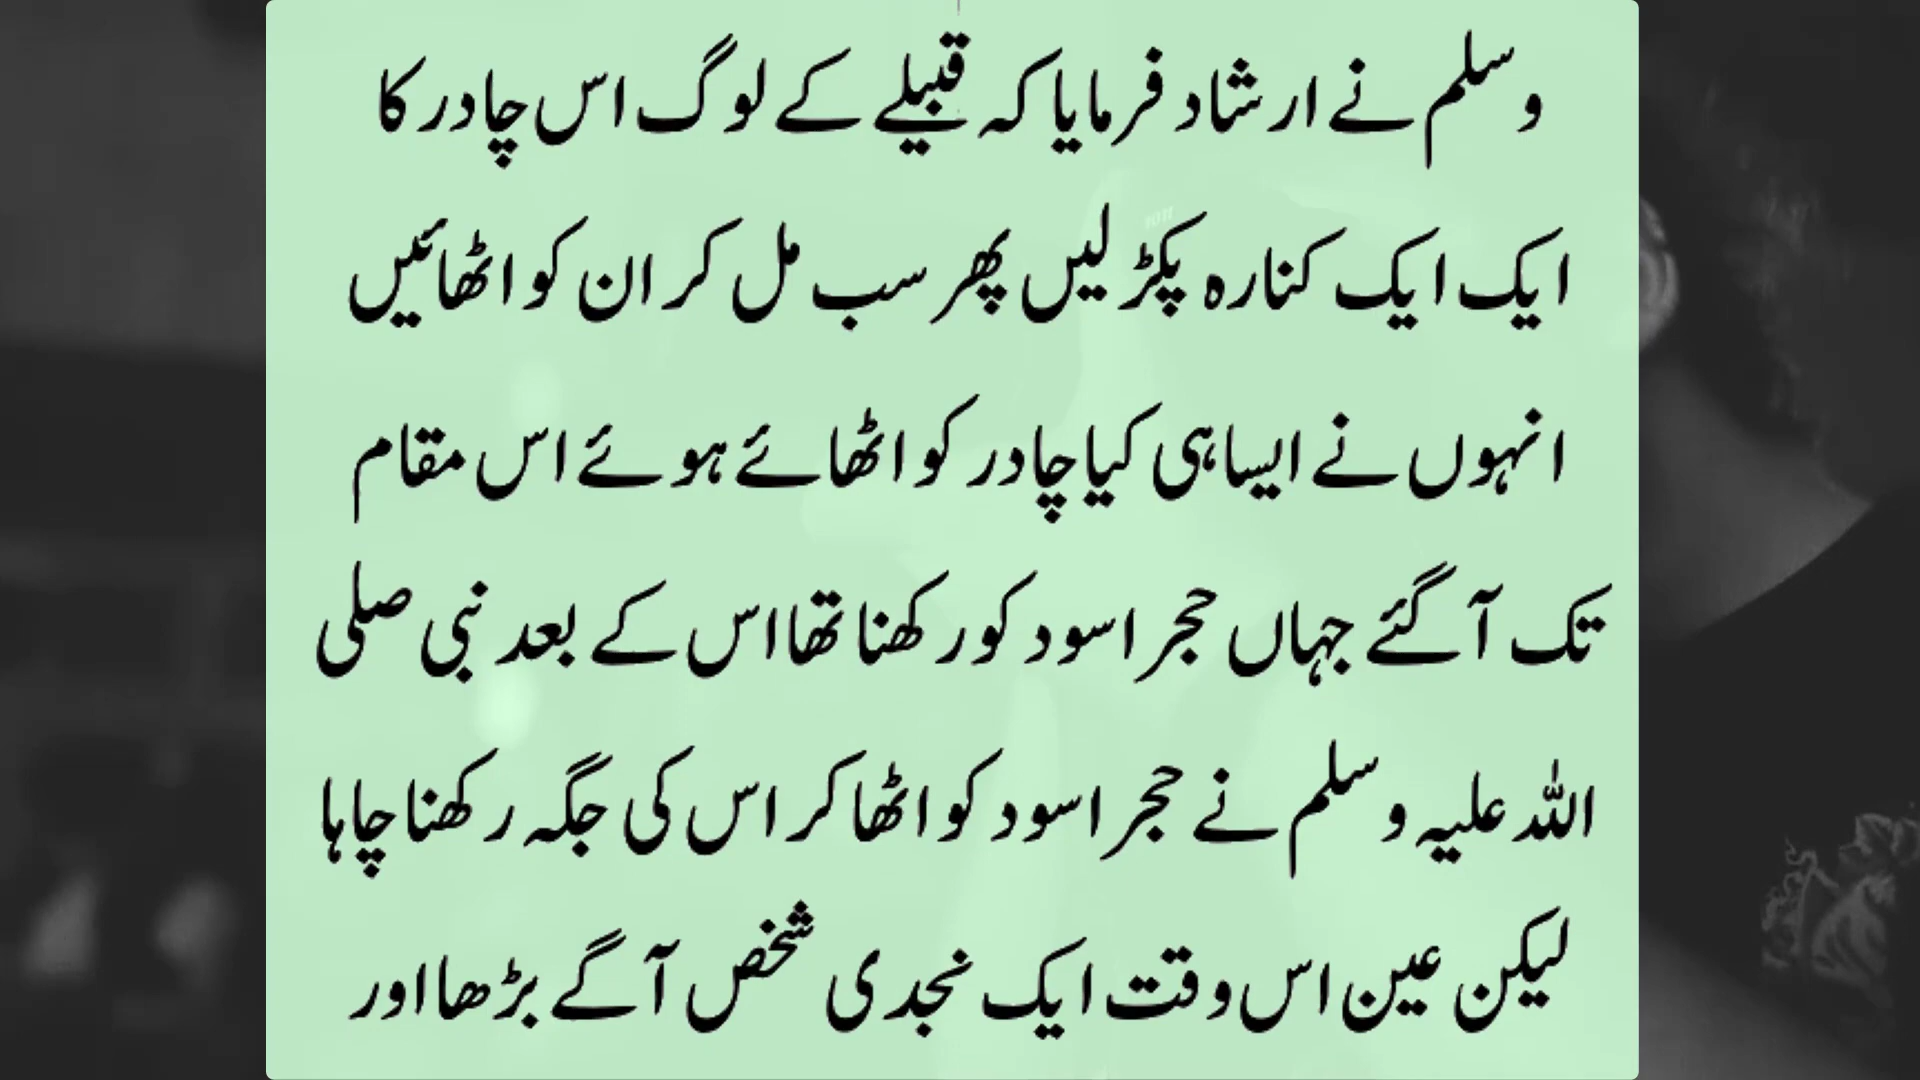 وسلم نے ارشاد فرمایا کہ قبیلے کے لوگ اس چادر کا
ایک ایک کنارہ پکڑ لیں پھر سب مل کر ان کو اٹھائیں
انہوں نے ایسا ہی کیا چادر کو اٹھائے ہوئے اس مقام
تک آگئے جہاں حجر اسود کو رکھنا تھا اس کے بعد نبی صلی
اللہ علیہ وسلم نے حجر اسود کو اٹھا کر اس کی جگہ رکھنا چاہا
لیکن عین اس وقت ایک نجدی شخص آگے بڑھا اور